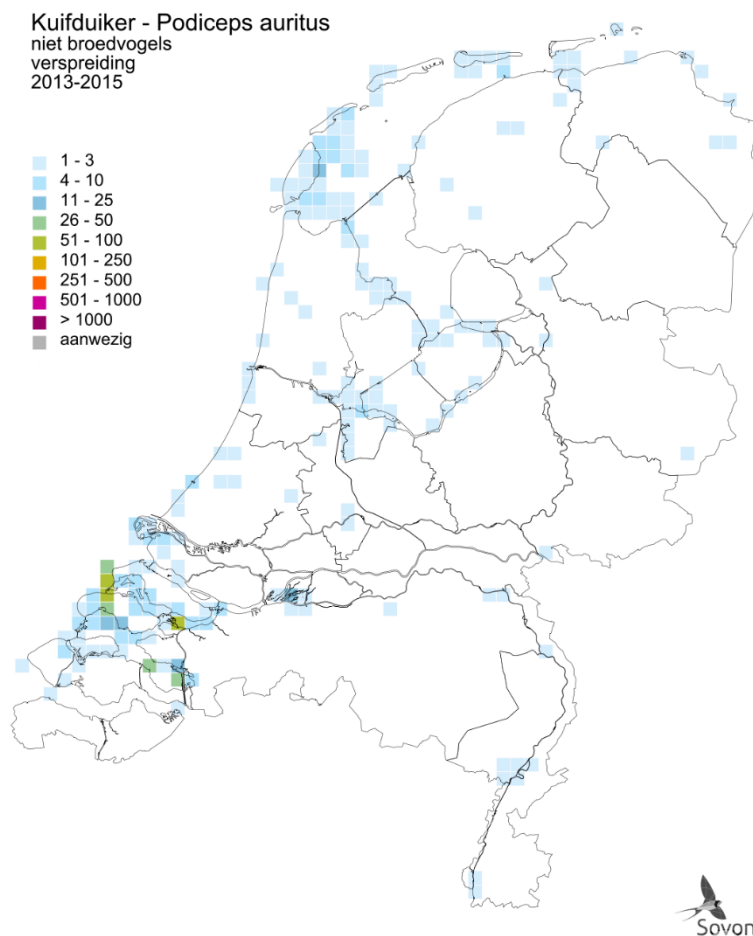 Kuifduiker - Podiceps auritus
niet broedvogels
verspreiding
2013-2015
1 - 3
4 - 10
11 - 25
26 - 50
51 - 100
101 - 250
251 - 500
501 - 1000
> 1000
aanwezig
Sovon